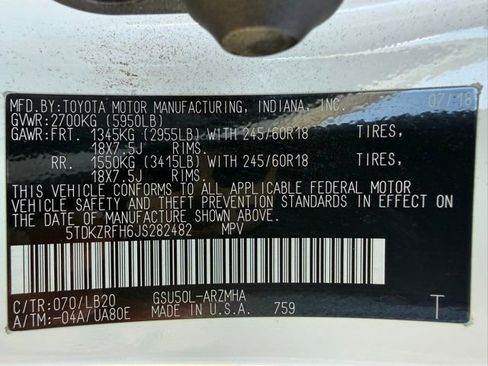 MFD.BY:TOYOTA MOTOR MANUFACTURING, INDIANA, INC. 07/18
GVWR:2700KG (5950LB)
GAWR:FRT. 1345KG (2955LB) WITH 245/60R18 TIRES,
18X7.5J RIMS.
RR. 1550KG (3415LB) WITH 245/60R18 TIRES,
18X7.5J RIMS.
THIS VEHICLE CONFORMS TO ALL APPLICABLE FEDERAL MOTOR
VEHICLE SAFETY AND THEFT PREVENTION STANDARDS IN EFFECT ON THE
DATE OF MANUFACTURE SHOWN ABOVE.
5TDKZRFH6JS282482 MPV
C/TR:070/LB20 GSU50L-ARZMHA
A/TM:-04A/UA80E MADE IN U.S.A. 759 T